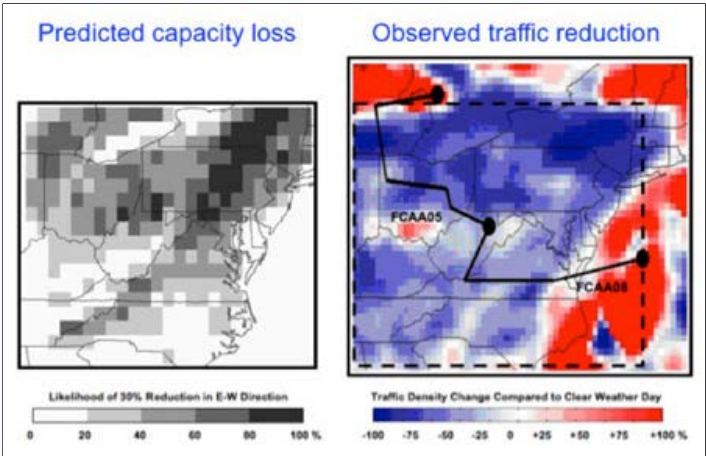 Predicted capacity loss
Observed traffic reduction
FCAA05
FCAA08
Likelihood of 30% Reduction in E-W Direction
0 20 40 60 80 100 %
Traffic Density Change Compared to Clear Weather Day
-100 -75 -50 -25 0 +25 +50 +75 +100 %